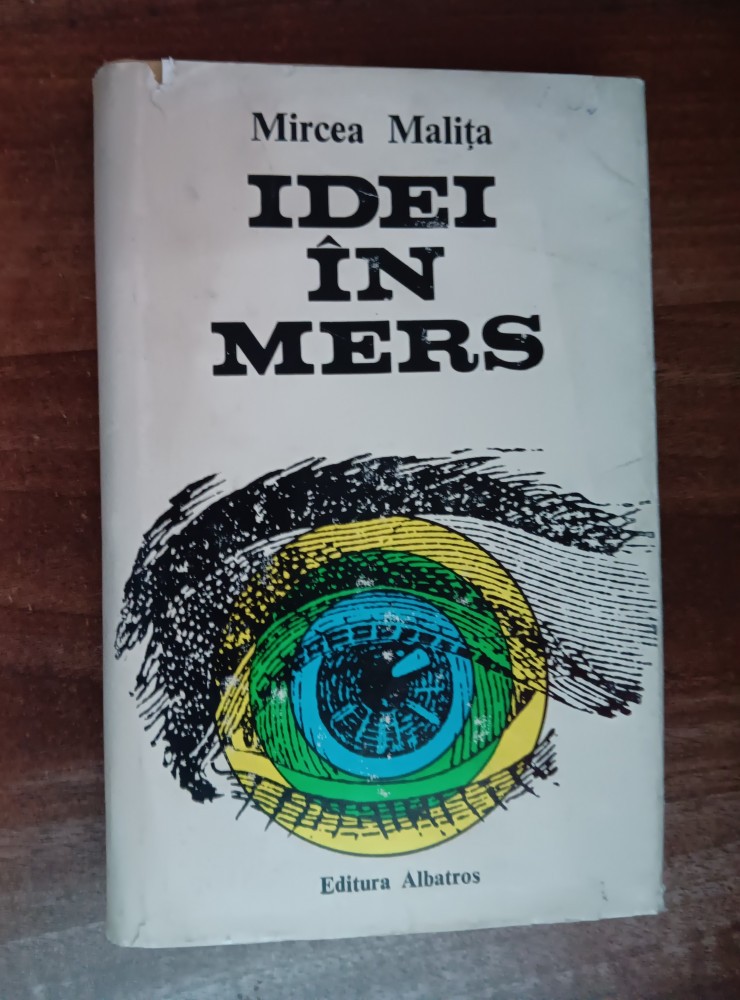 Mircea Malița
IDEI
ÎN
MERS
Editura Albatros